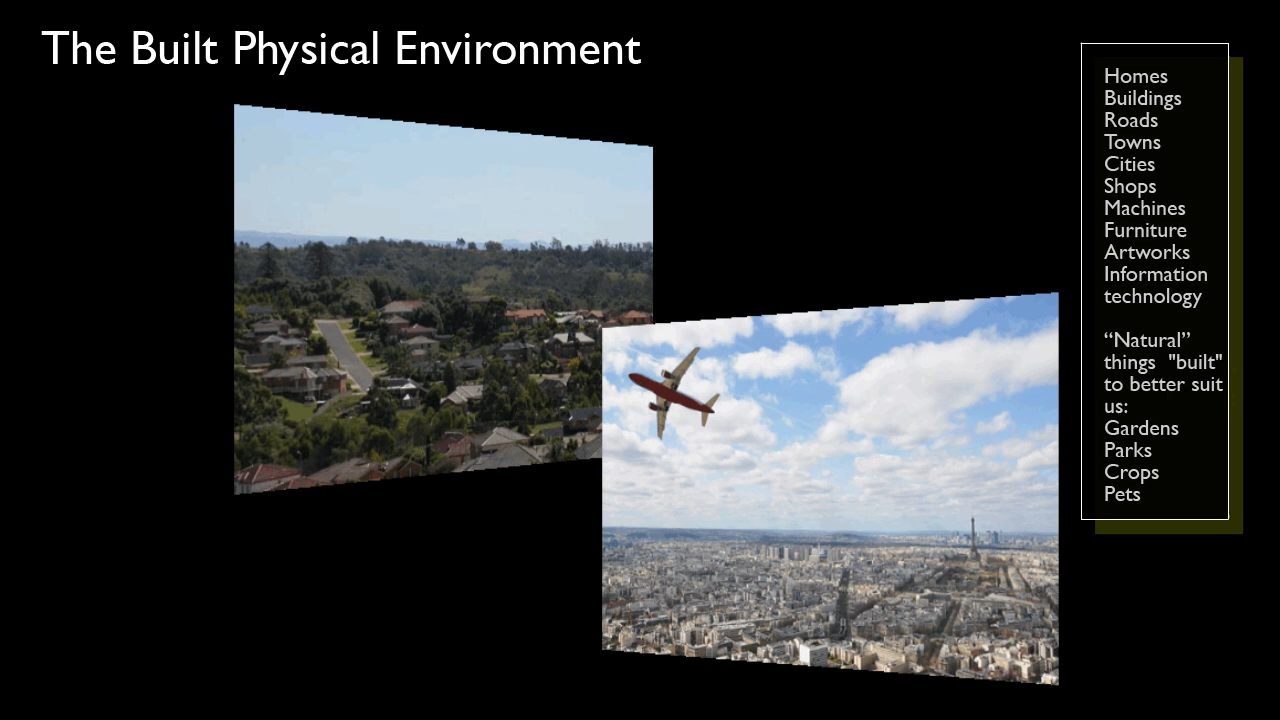 The Built Physical Environment
Homes
Buildings
Roads
Towns
Cities
Shops
Machines
Furniture
Artworks
Information
technology
“Natural”
things "built"
to better suit
us:
Gardens
Parks
Crops
Pets